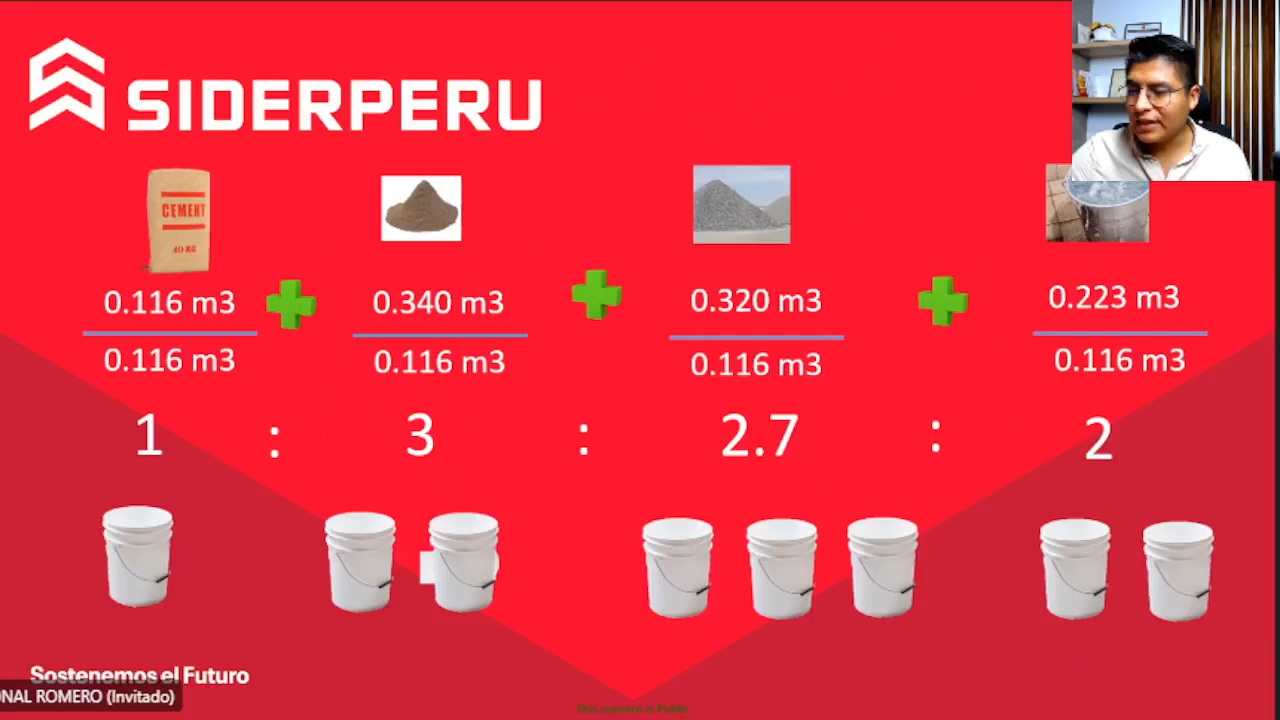 SIDERPERU
CEMENT
40 KG
0.116 m3
0.340 m3
0.320 m3
0.223 m3
0.116 m3
0.116 m3
0.116 m3
0.116 m3
1 : 3 : 2.7 : 2
Sostenemos el Futuro
ONAL ROMERO (Invitado)
This content is Public.